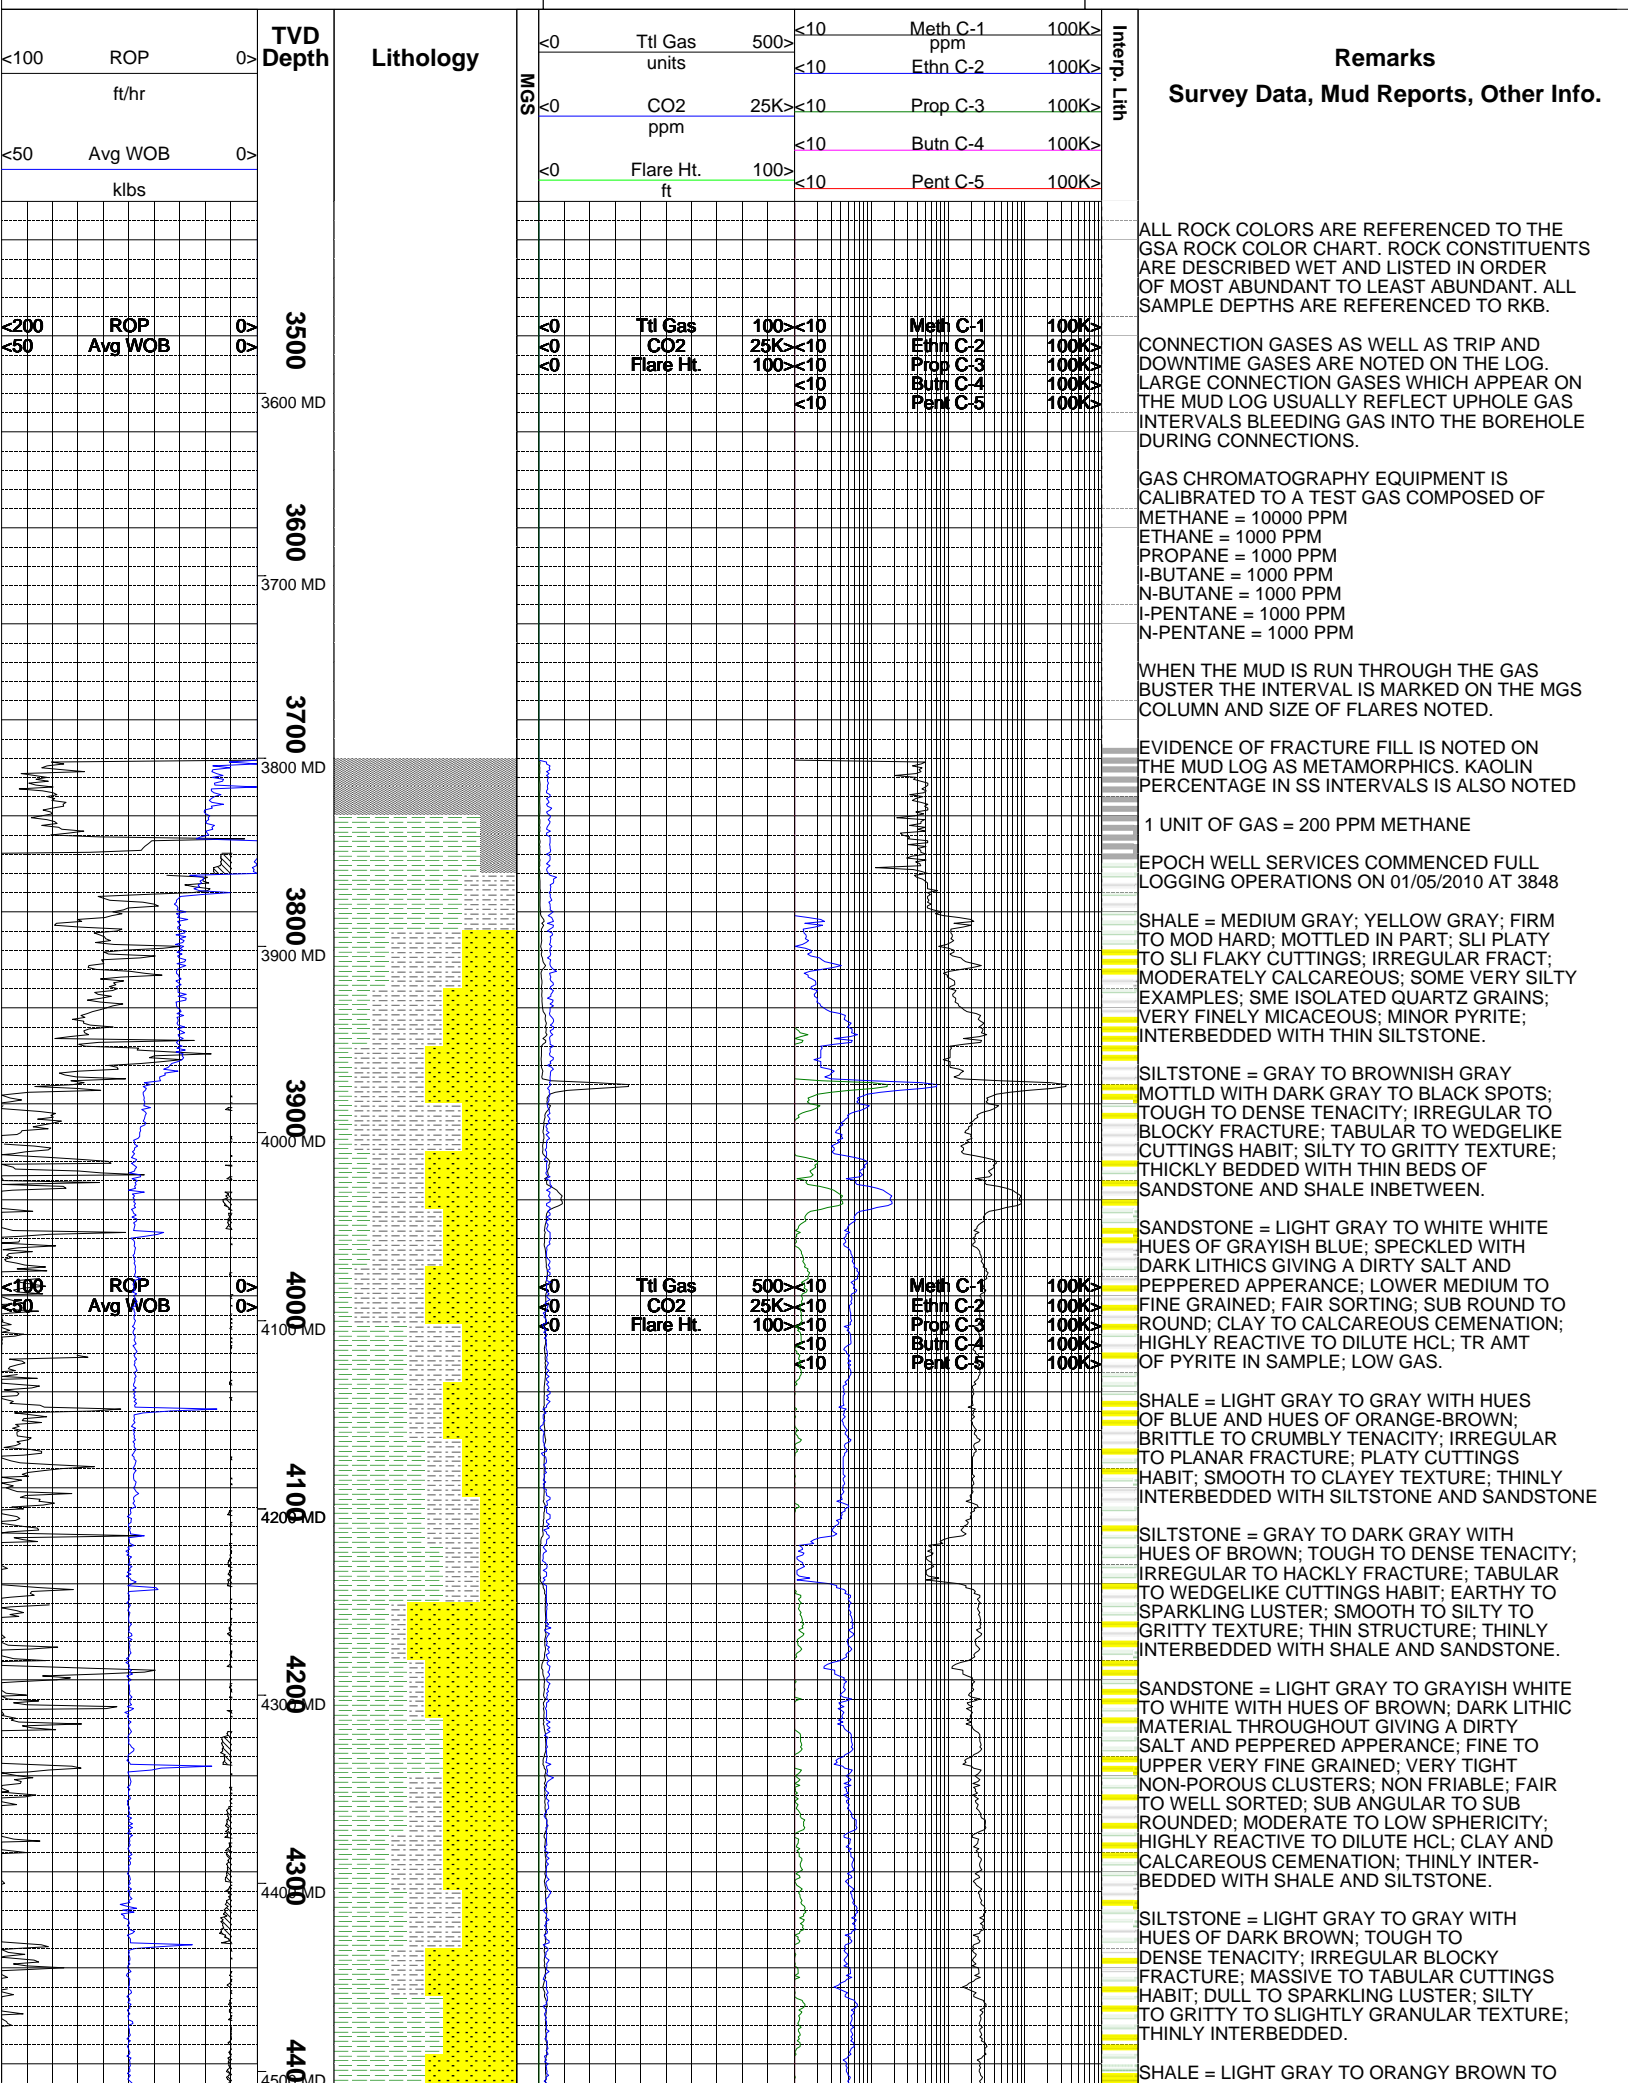 <100 ROP 0>
ft/hr
<50 Avg WOB 0>
klbs
TVD
Depth
Lithology
MGS
<0 Ttl Gas 500>
units
<0 CO2 25K>
ppm
<0 Flare Ht. 100>
ft
<10 Meth C-1 100K>
ppm
<10 Ethn C-2 100K>
<10 Prop C-3 100K>
<10 Butn C-4 100K>
<10 Pent C-5 100K>
Interp. Lith
Remarks
Survey Data, Mud Reports, Other Info.
<200 ROP 0>
<50 Avg WOB 0>
<0 Ttl Gas 100>
<0 CO2 25K>
<0 Flare Ht. 100>
<10 Meth C-1 100K>
<10 Ethn C-2 100K>
<10 Prop C-3 100K>
<10 Butn C-4 100K>
<10 Pent C-5 100K>
3500
3600 MD
3600
3700 MD
3700
3800 MD
3800
3900 MD
3900
4000 MD
<100 ROP 0>
<50 Avg WOB 0>
<0 Ttl Gas 500>
<0 CO2 25K>
<0 Flare Ht. 100>
<10 Meth C-1 100K>
<10 Ethn C-2 100K>
<10 Prop C-3 100K>
<10 Butn C-4 100K>
<10 Pent C-5 100K>
4000
4100 MD
4100
4200 MD
4200
4300 MD
4300
4400 MD
440
4500 MD
ALL ROCK COLORS ARE REFERENCED TO THE
GSA ROCK COLOR CHART. ROCK CONSTITUENTS
ARE DESCRIBED WET AND LISTED IN ORDER
OF MOST ABUNDANT TO LEAST ABUNDANT. ALL
SAMPLE DEPTHS ARE REFERENCED TO RKB.
CONNECTION GASES AS WELL AS TRIP AND
DOWNTIME GASES ARE NOTED ON THE LOG.
LARGE CONNECTION GASES WHICH APPEAR ON
THE MUD LOG USUALLY REFLECT UPHOLE GAS
INTERVALS BLEEDING GAS INTO THE BOREHOLE
DURING CONNECTIONS.
GAS CHROMATOGRAPHY EQUIPMENT IS
CALIBRATED TO A TEST GAS COMPOSED OF
METHANE = 10000 PPM
ETHANE = 1000 PPM
PROPANE = 1000 PPM
I-BUTANE = 1000 PPM
N-BUTANE = 1000 PPM
I-PENTANE = 1000 PPM
N-PENTANE = 1000 PPM
WHEN THE MUD IS RUN THROUGH THE GAS
BUSTER THE INTERVAL IS MARKED ON THE MGS
COLUMN AND SIZE OF FLARES NOTED.
EVIDENCE OF FRACTURE FILL IS NOTED ON
THE MUD LOG AS METAMORPHICS. KAOLIN
PERCENTAGE IN SS INTERVALS IS ALSO NOTED
1 UNIT OF GAS = 200 PPM METHANE
EPOCH WELL SERVICES COMMENCED FULL
LOGGING OPERATIONS ON 01/05/2010 AT 3848
SHALE = MEDIUM GRAY; YELLOW GRAY; FIRM
TO MOD HARD; MOTTLED IN PART; SLI PLATY
TO SLI FLAKY CUTTINGS; IRREGULAR FRACT;
MODERATELY CALCAREOUS; SOME VERY SILTY
EXAMPLES; SME ISOLATED QUARTZ GRAINS;
VERY FINELY MICACEOUS; MINOR PYRITE;
INTERBEDDED WITH THIN SILTSTONE.
SILTSTONE = GRAY TO BROWNISH GRAY
MOTTLD WITH DARK GRAY TO BLACK SPOTS;
TOUGH TO DENSE TENACITY; IRREGULAR TO
BLOCKY FRACTURE; TABULAR TO WEDGELIKE
CUTTINGS HABIT; SILTY TO GRITTY TEXTURE;
THICKLY BEDDED WITH THIN BEDS OF
SANDSTONE AND SHALE INBETWEEN.
SANDSTONE = LIGHT GRAY TO WHITE WHITE
HUES OF GRAYISH BLUE; SPECKLED WITH
DARK LITHICS GIVING A DIRTY SALT AND
PEPPERED APPERANCE; LOWER MEDIUM TO
FINE GRAINED; FAIR SORTING; SUB ROUND TO
ROUND; CLAY TO CALCAREOUS CEMENATION;
HIGHLY REACTIVE TO DILUTE HCL; TR AMT
OF PYRITE IN SAMPLE; LOW GAS.
SHALE = LIGHT GRAY TO GRAY WITH HUES
OF BLUE AND HUES OF ORANGE-BROWN;
BRITTLE TO CRUMBLY TENACITY; IRREGULAR
TO PLANAR FRACTURE; PLATY CUTTINGS
HABIT; SMOOTH TO CLAYEY TEXTURE; THINLY
INTERBEDDED WITH SILTSTONE AND SANDSTONE
SILTSTONE = GRAY TO DARK GRAY WITH
HUES OF BROWN; TOUGH TO DENSE TENACITY;
IRREGULAR TO HACKLY FRACTURE; TABULAR
TO WEDGELIKE CUTTINGS HABIT; EARTHY TO
SPARKLING LUSTER; SMOOTH TO SILTY TO
GRITTY TEXTURE; THIN STRUCTURE; THINLY
INTERBEDDED WITH SHALE AND SANDSTONE.
SANDSTONE = LIGHT GRAY TO GRAYISH WHITE
TO WHITE WITH HUES OF BROWN; DARK LITHIC
MATERIAL THROUGHOUT GIVING A DIRTY
SALT AND PEPPERED APPERANCE; FINE TO
UPPER VERY FINE GRAINED; VERY TIGHT
NON-POROUS CLUSTERS; NON FRIABLE; FAIR
TO WELL SORTED; SUB ANGULAR TO SUB
ROUNDED; MODERATE TO LOW SPHERICITY;
HIGHLY REACTIVE TO DILUTE HCL; CLAY AND
CALCAREOUS CEMENATION; THINLY INTER-
BEDDED WITH SHALE AND SILTSTONE.
SILTSTONE = LIGHT GRAY TO GRAY WITH
HUES OF DARK BROWN; TOUGH TO
DENSE TENACITY; IRREGULAR BLOCKY
FRACTURE; MASSIVE TO TABULAR CUTTINGS
HABIT; DULL TO SPARKLING LUSTER; SILTY
TO GRITTY TO SLIGHTLY GRANULAR TEXTURE;
THINLY INTERBEDDED.
SHALE = LIGHT GRAY TO ORANGY BROWN TO